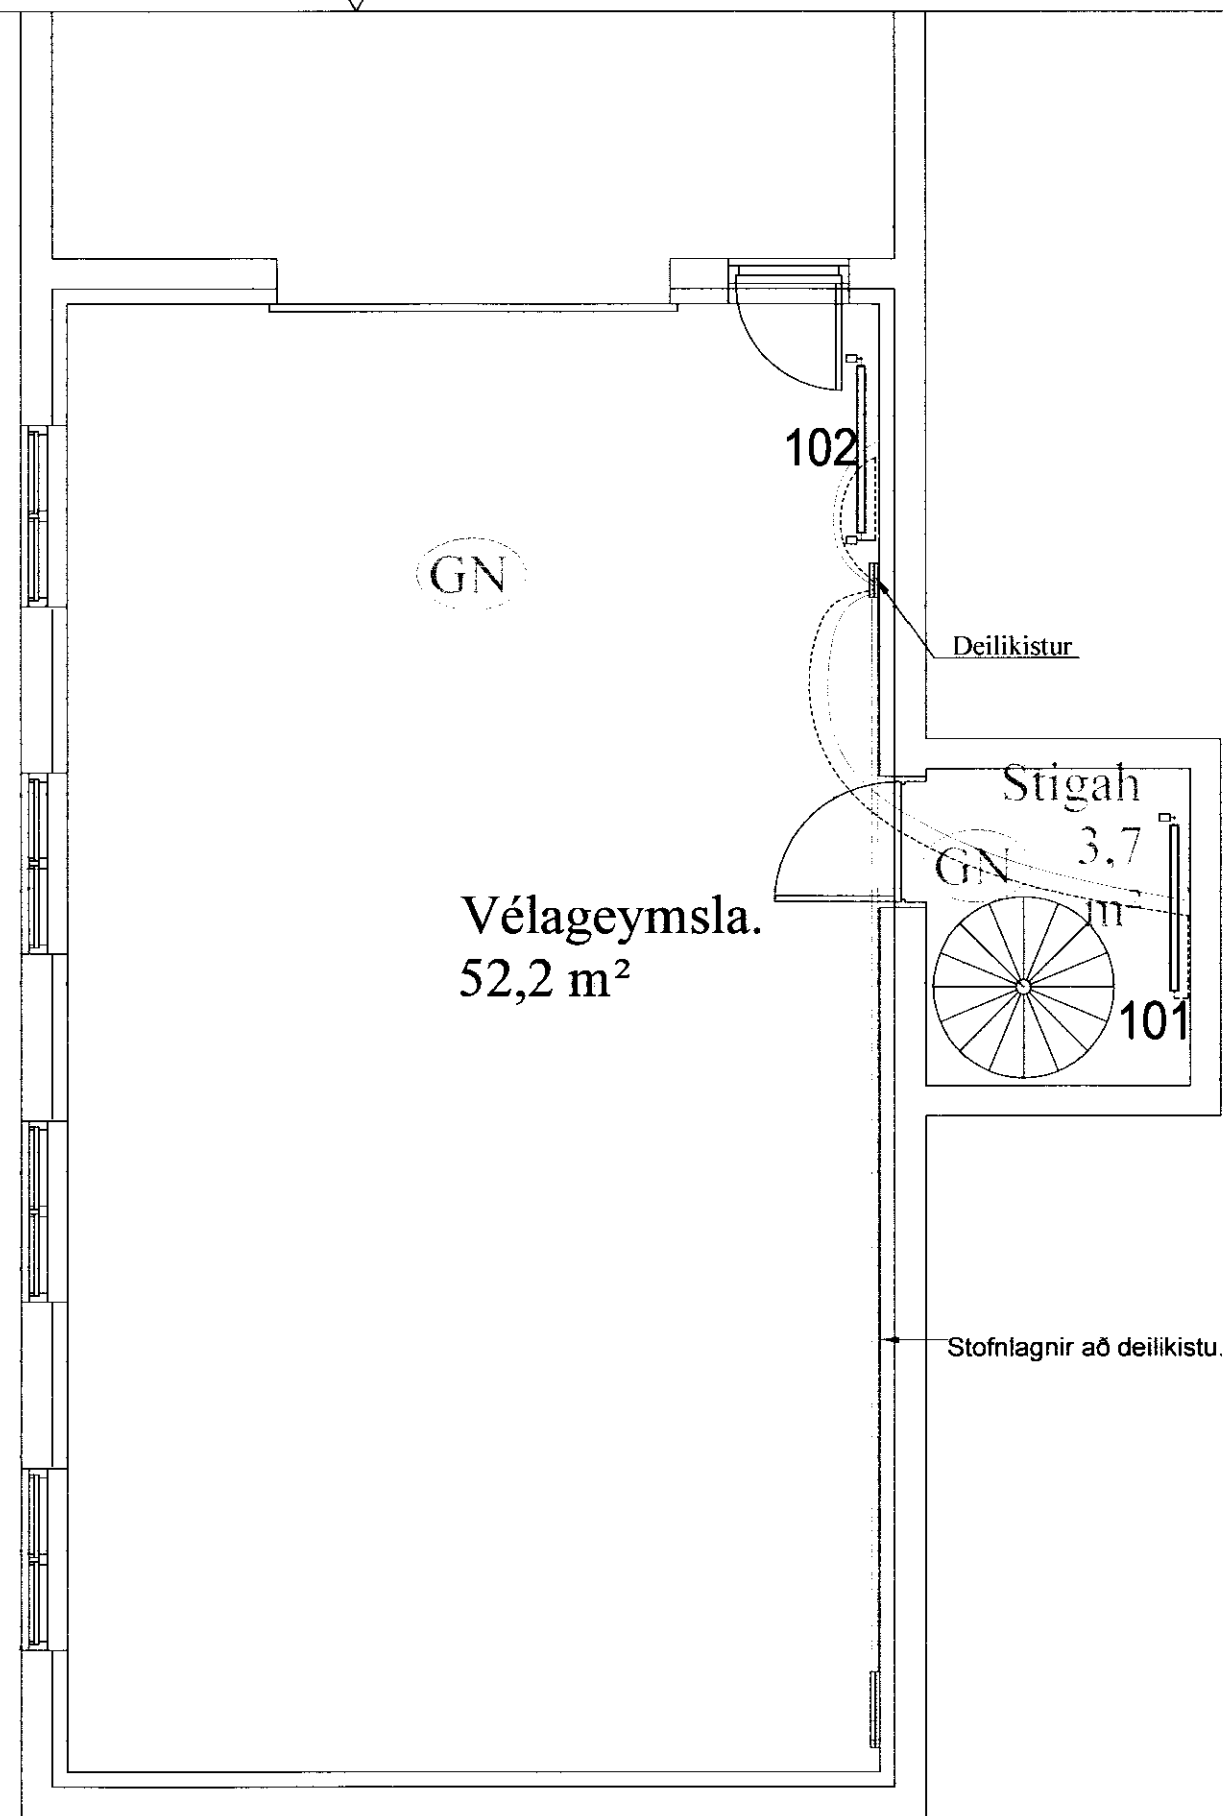 102
GN
Deilikistur
Stigah
3,7
m²
GN
Vélageymsla.
52,2 m²
101
Stofnlagnir að deilikistu.